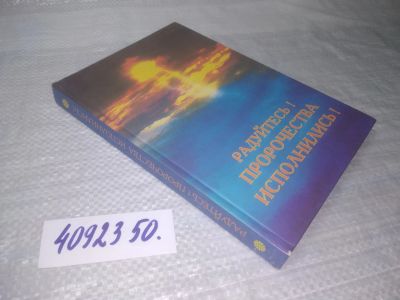 РАДУЙТЕСЬ !
ПРОРОЧЕСТВА
ИСПОЛНИЛИСЬ !
РАДУЙТЕСЬ ! ПРОРОЧЕСТВА ИСПОЛНИЛИСЬ !
40923 50.